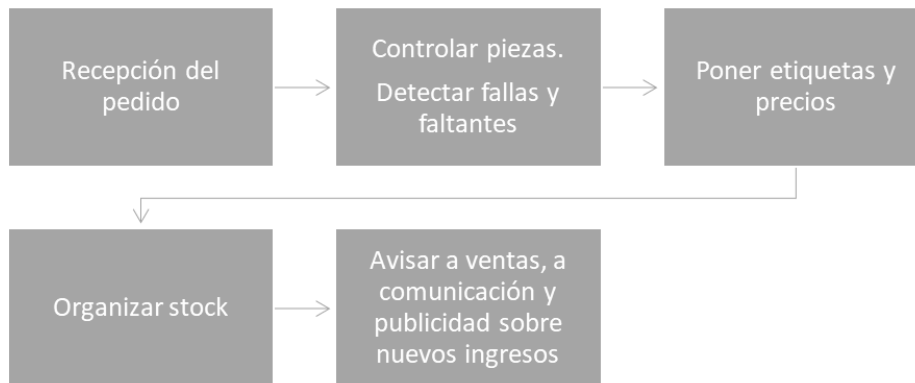 Recepción del
pedido
Controlar piezas.
Detectar fallas y
faltantes
Poner etiquetas y
precios
Organizar stock
Avisar a ventas, a
comunicación y
publicidad sobre
nuevos ingresos